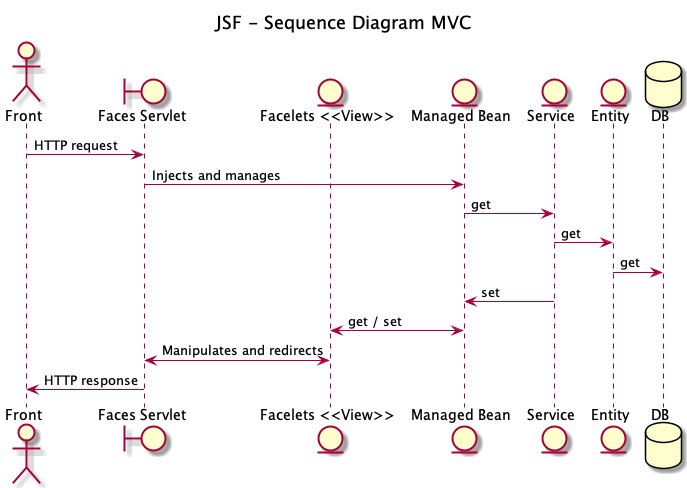 JSF - Sequence Diagram MVC
Front Faces Servlet Facelets <<View>> Managed Bean Service Entity DB
HTTP request
Injects and manages
get
get
get
set
get / set
Manipulates and redirects
HTTP response
Front Faces Servlet Facelets <<View>> Managed Bean Service Entity DB